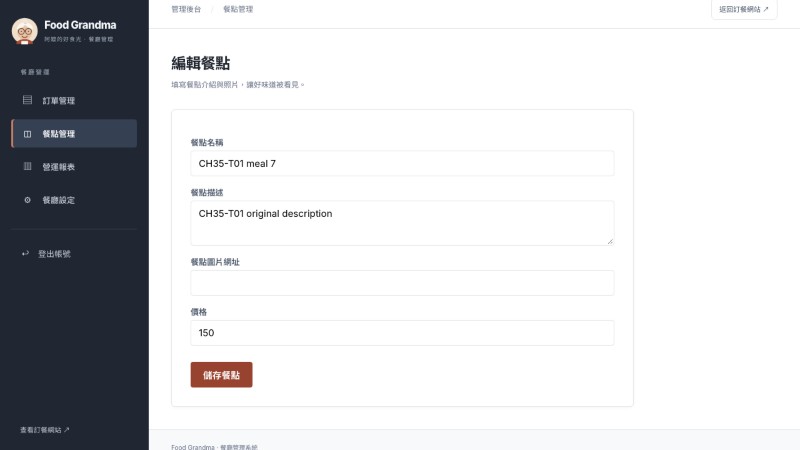 Food Grandma
阿嬤的好食光 · 餐廳管理
餐廳管理
訂單管理
餐點管理
營運報表
餐廳設定
登出帳號
查看訂餐網站 ↗
管理後台 | 餐點管理
返回訂餐網站 ↗
編輯餐點
填寫餐點介紹與照片，讓好味道被看見。
餐點名稱
CH35-T01 meal 7
餐點描述
CH35-T01 original description
餐點圖片網址
價格
150
儲存餐點
Food Grandma · 餐廳管理系統